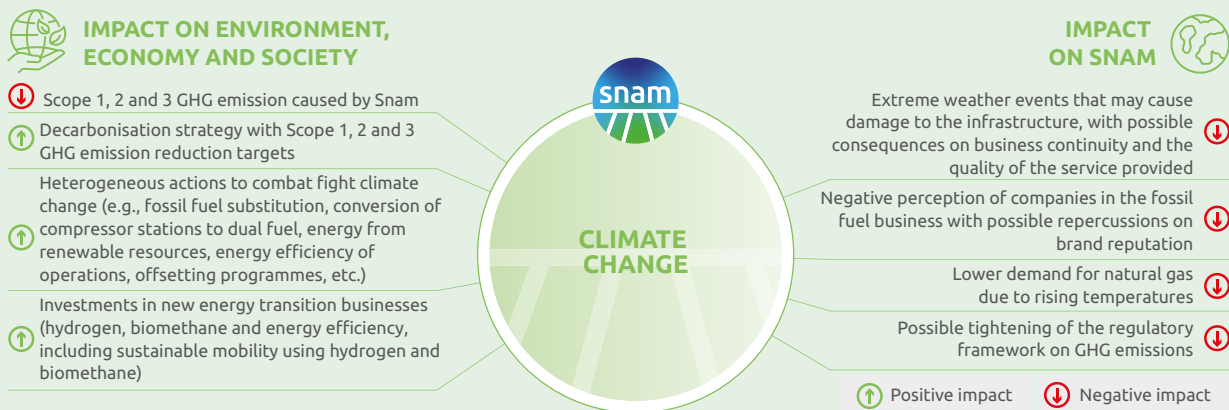 IMPACT ON ENVIRONMENT,
ECONOMY AND SOCIETY
Scope 1, 2 and 3 GHG emission caused by Snam
Decarbonisation strategy with Scope 1, 2 and 3
GHG emission reduction targets
Heterogeneous actions to combat fight climate
change (e.g., fossil fuel substitution, conversion of
compressor stations to dual fuel, energy from
renewable resources, energy efficiency of
operations, offsetting programmes, etc.)
Investments in new energy transition businesses
(hydrogen, biomethane and energy efficiency,
including sustainable mobility using hydrogen and
biomethane)
snam
CLIMATE
CHANGE
IMPACT
ON SNAM
Extreme weather events that may cause
damage to the infrastructure, with possible
consequences on business continuity and the
quality of the service provided
Negative perception of companies in the fossil
fuel business with possible repercussions on
brand reputation
Lower demand for natural gas
due to rising temperatures
Possible tightening of the regulatory
framework on GHG emissions
Positive impact
Negative impact